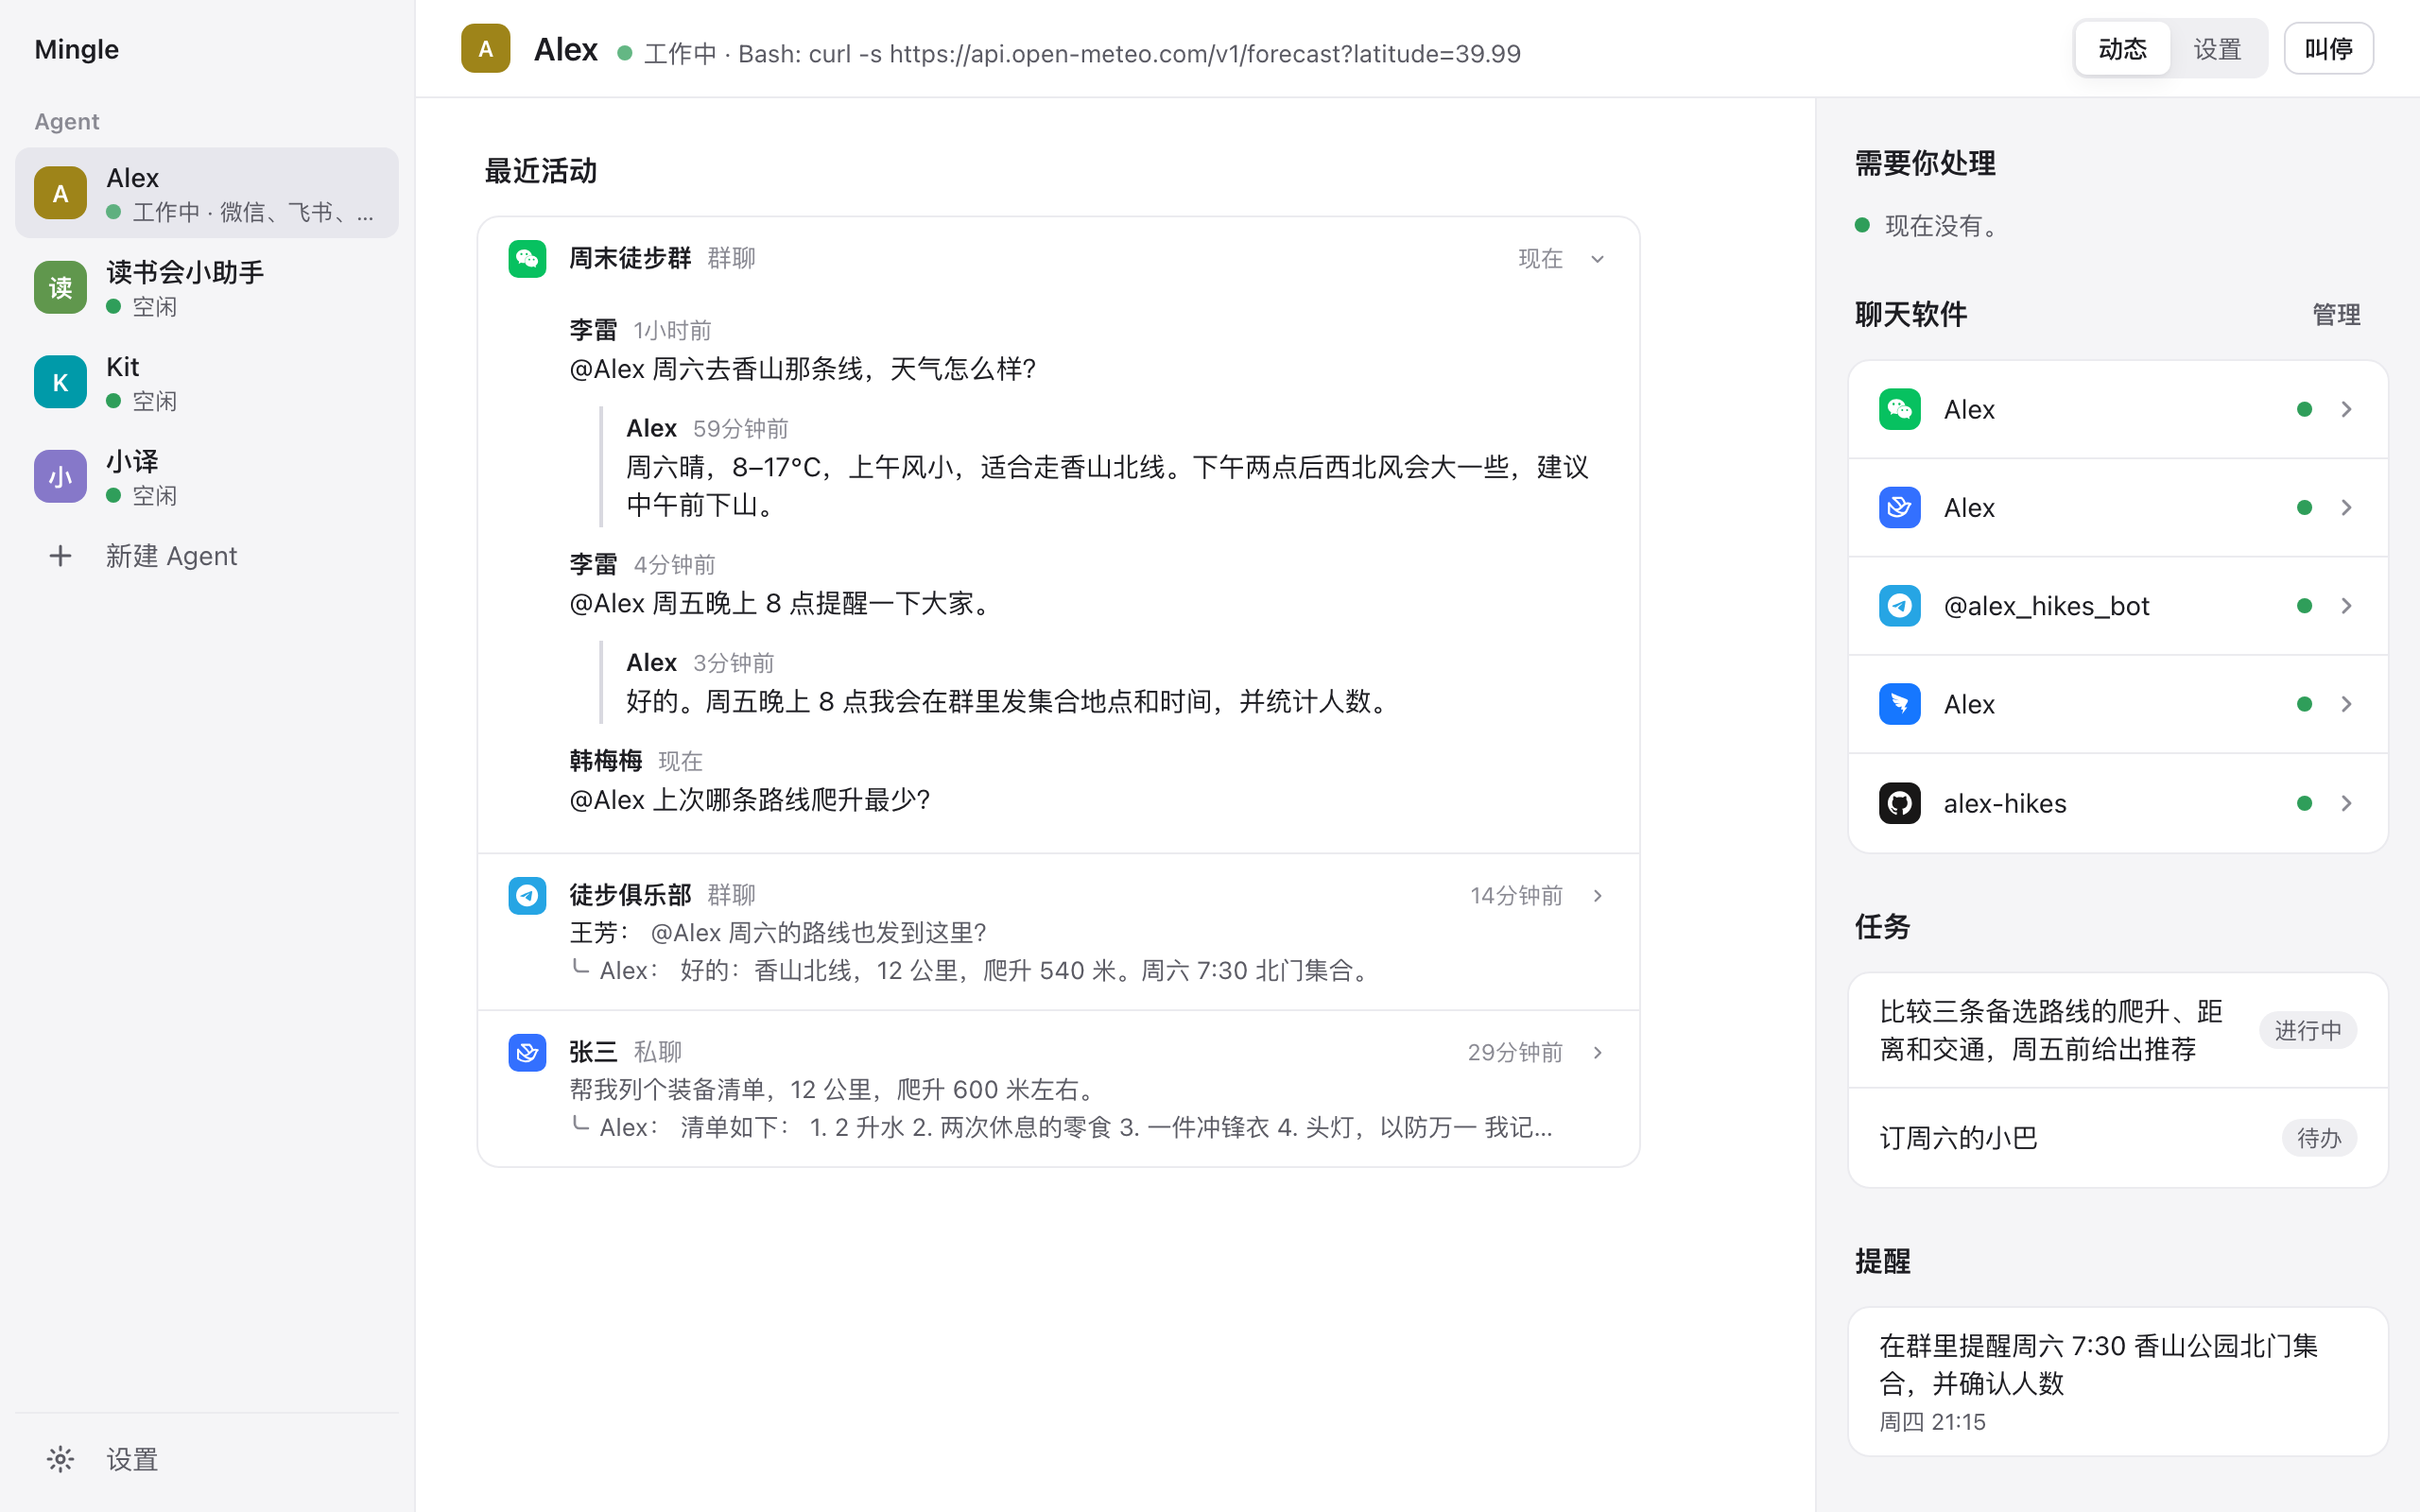 Mingle
Agent
A
Alex
工作中 · 微信、飞书、...
读
读书会小助手
空闲
K
Kit
空闲
小
小译
空闲
新建 Agent
设置
A
Alex
工作中 · Bash: curl -s https://api.open-meteo.com/v1/forecast?latitude=39.99
动态
设置
叫停
最近活动
周末徒步群 群聊
现在
李雷 1小时前
@Alex 周六去香山那条线，天气怎么样?
Alex 59分钟前
周六晴，8–17°C，上午风小，适合走香山北线。下午两点后西北风会大一些，建议
中午前下山。
李雷 4分钟前
@Alex 周五晚上 8 点提醒一下大家。
Alex 3分钟前
好的。周五晚上 8 点我会在群里发集合地点和时间，并统计人数。
韩梅梅 现在
@Alex 上次哪条路线爬升最少?
徒步俱乐部 群聊
14分钟前
王芳： @Alex 周六的路线也发到这里?
Alex： 好的：香山北线，12 公里，爬升 540 米。周六 7:30 北门集合。
张三 私聊
29分钟前
帮我列个装备清单，12 公里，爬升 600 米左右。
Alex： 清单如下： 1. 2 升水 2. 两次休息的零食 3. 一件冲锋衣 4. 头灯，以防万一 我记...
需要你处理
现在没有。
聊天软件
管理
Alex
Alex
@alex_hikes_bot
Alex
alex-hikes
任务
比较三条备选路线的爬升、距
离和交通，周五前给出推荐
进行中
订周六的小巴
待办
提醒
在群里提醒周六 7:30 香山公园北门集
合，并确认人数
周四 21:15